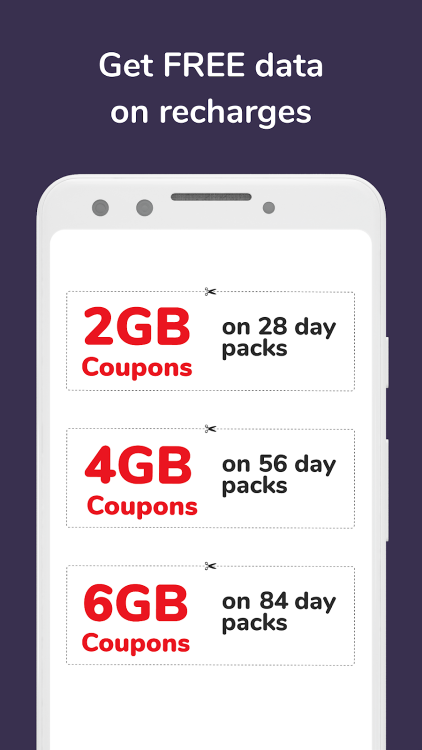 Get FREE data
on recharges
2GB
Coupons
on 28 day
packs
4GB
Coupons
on 56 day
packs
6GB
Coupons
on 84 day
packs